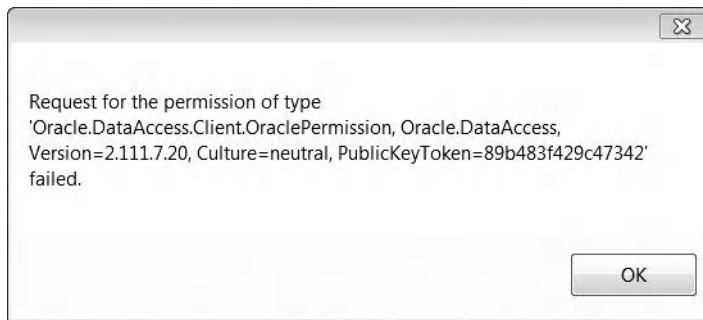 Request for the permission of type
'Oracle.DataAccess.Client.OraclePermission, Oracle.DataAccess,
Version=2.111.7.20, Culture=neutral, PublicKeyToken=89b483f429c47342'
failed.
OK